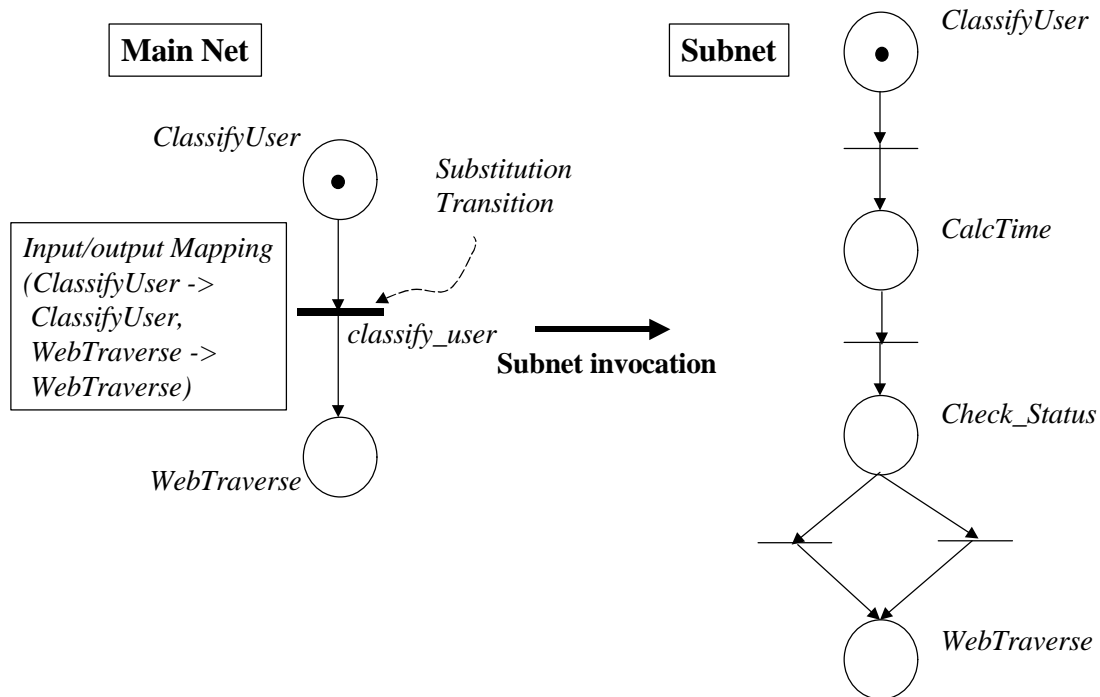 Main Net
ClassifyUser
Substitution
Transition
Input/output Mapping
(ClassifyUser ->
ClassifyUser,
WebTraverse ->
WebTraverse)
classify_user
WebTraverse
Subnet invocation
Subnet
ClassifyUser
CalcTime
Check_Status
WebTraverse